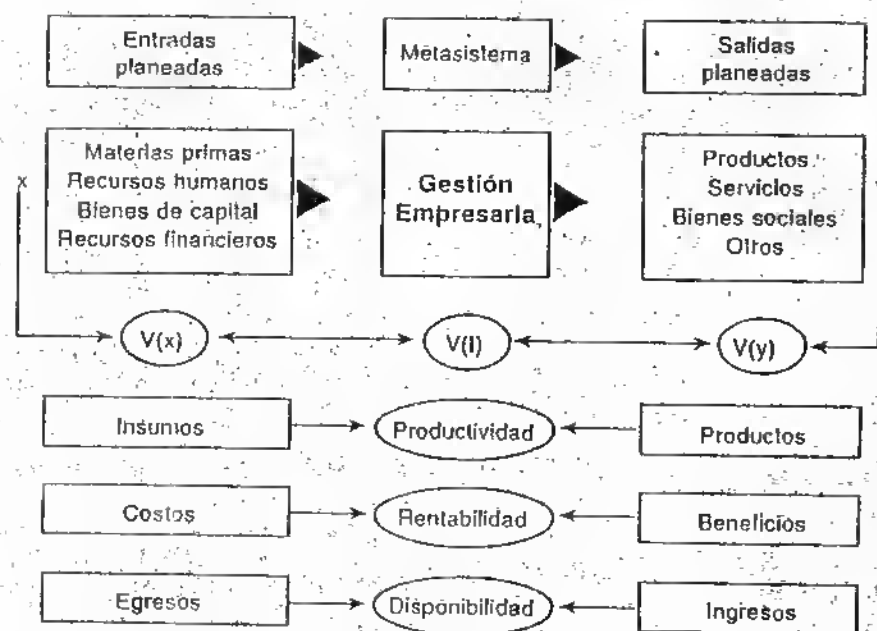 Entradas
planeadas
Metasistema
Salidas
planeadas
x
Materias primas
Recursos humanos
Bienes de capital
Recursos financieros
Gestión
Empresaria
Productos
Servicios
Bienes sociales
Otros
V(x)
V(I)
V(y)
Insumos
Productividad
Productos
Costos
Rentabilidad
Beneficios
Egresos
Disponibilidad
Ingresos